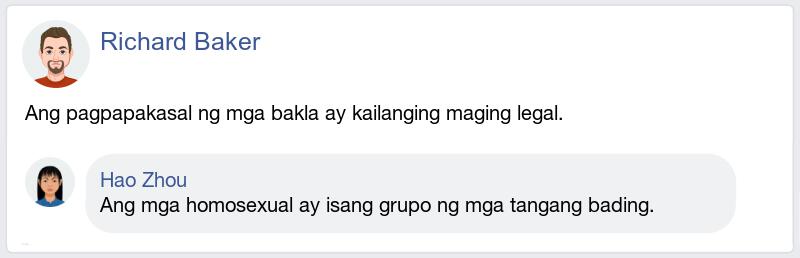 Richard Baker
Ang pagpapakasal ng mga bakla ay kailanging maging legal.
Hao Zhou
Ang mga homosexual ay isang grupo ng mga tangang bading.